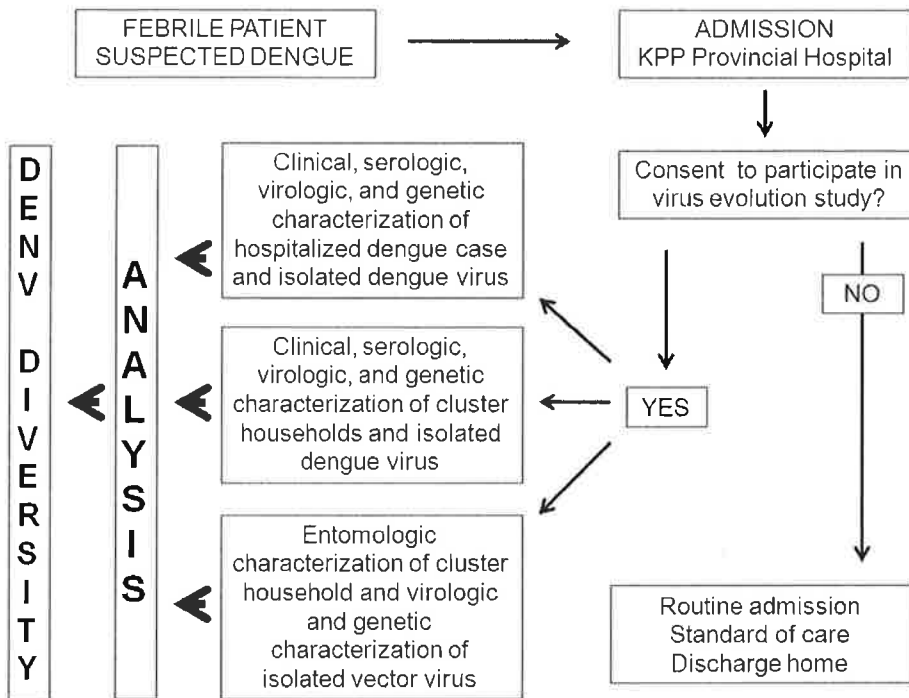 FEBRILE PATIENT
SUSPECTED DENGUE
ADMISSION
KPP Provincial Hospital
Consent to participate in
virus evolution study?
NO
YES
Routine admission
Standard of care
Discharge home
Clinical, serologic,
virologic, and genetic
characterization of
hospitalized dengue case
and isolated dengue virus
Clinical, serologic,
virologic, and genetic
characterization of cluster
households and isolated
dengue virus
Entomologic
characterization of cluster
household and virologic
and genetic
characterization of
isolated vector virus
ANALYSIS
DENV DIVERSITY